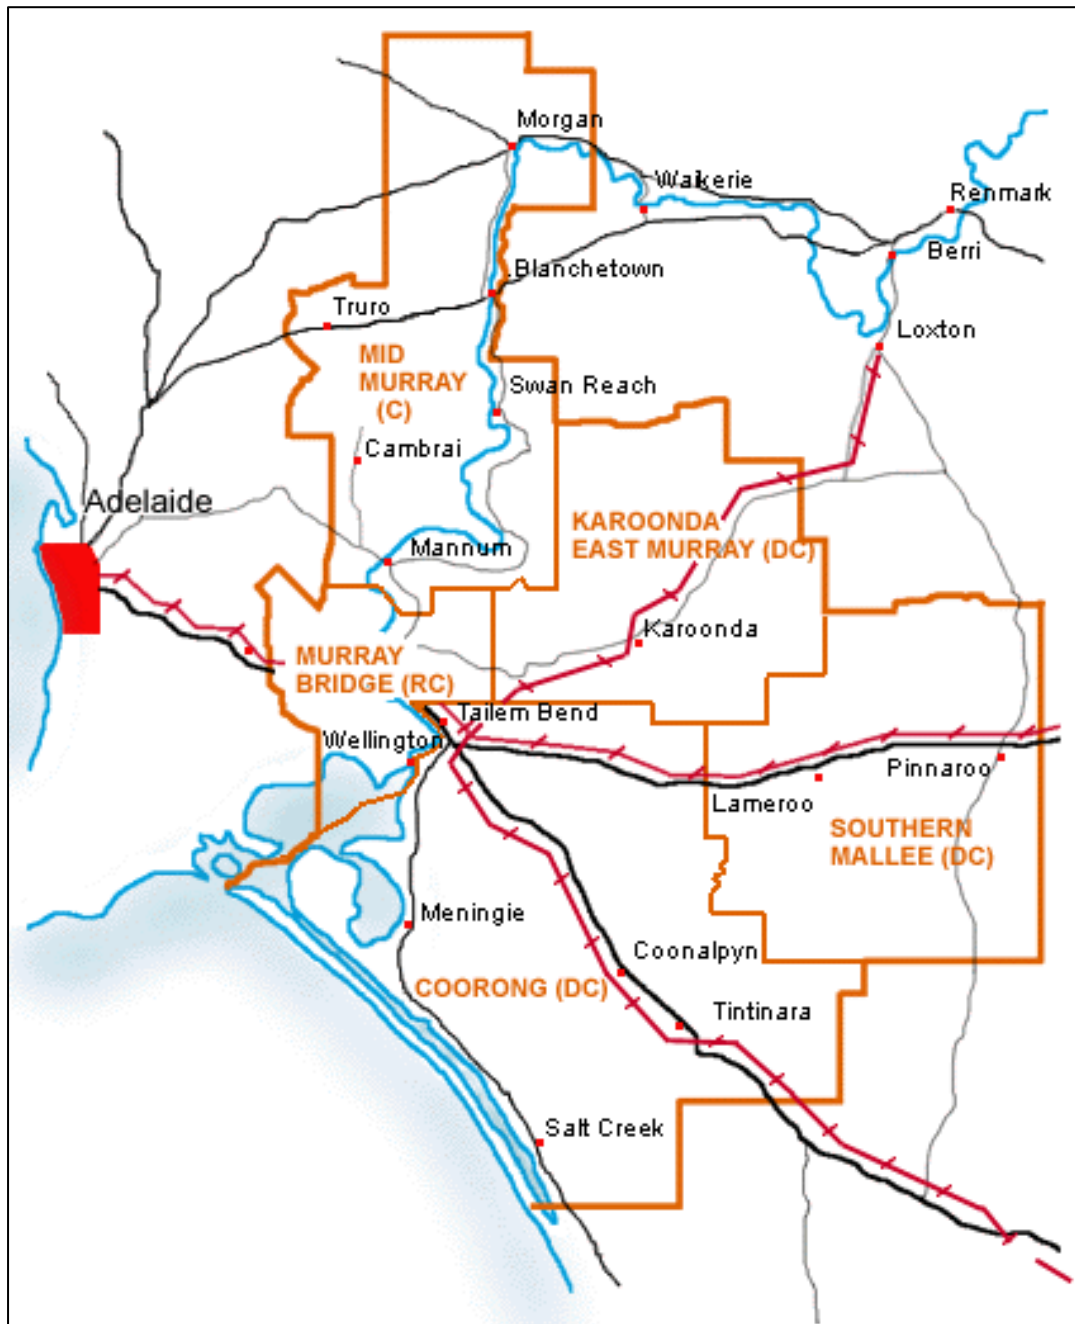 Morgan
Waikerie
Renmark
Berri
Blanchetown
Truro
Loxton
MID
MURRAY
(C)
Swan Reach
Cambrai
Adelaide
KAROONDA
EAST MURRAY (DC)
Mannum
Karoonda
MURRAY
BRIDGE (RC)
Tailem Bend
Wellington
Pinnaroo
Lameroo
SOUTHERN
MALLEE (DC)
Meningie
Coonalpyn
COORONG (DC)
Tintinara
Salt Creek